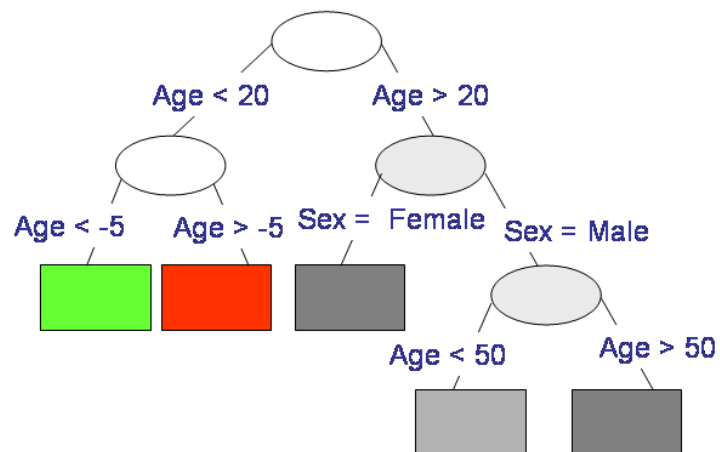 Age < 20
Age > 20
Age < -5
Age > -5
Sex = Female
Sex = Male
Age < 50
Age > 50